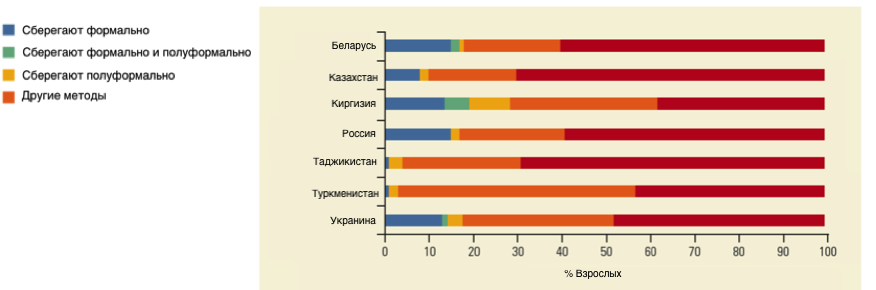 Сберегают формально
Сберегают формально и полуформально
Сберегают полуформально
Другие методы
Беларусь
Казахстан
Киргизия
Россия
Таджикистан
Туркменистан
Укранина
0 10 20 30 40 50 60 70 80 90 100
% Взрослых